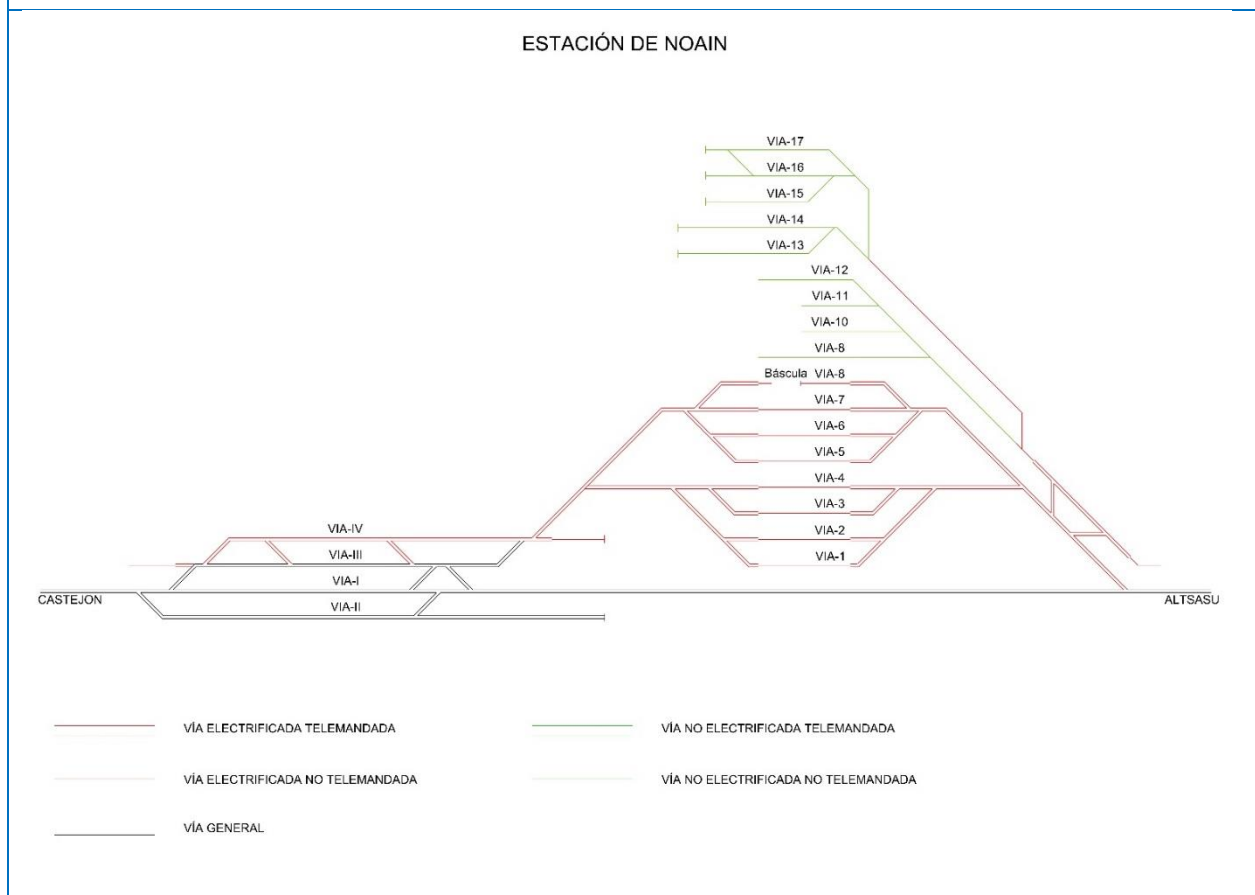 ESTACIÓN DE NOAIN
VIA-17
VIA-16
VIA-15
VIA-14
VIA-13
VIA-12
VIA-11
VIA-10
VIA-8
Báscula VIA-8
VIA-7
VIA-6
VIA-5
VIA-4
VIA-3
VIA-IV
VIA-2
VIA-III
VIA-1
VIA-I
CASTEJON
VIA-II
ALTSASU
VÍA ELECTRIFICADA TELEMANDADA
VÍA NO ELECTRIFICADA TELEMANDADA
VÍA ELECTRIFICADA NO TELEMANDADA
VÍA NO ELECTRIFICADA NO TELEMANDADA
VÍA GENERAL